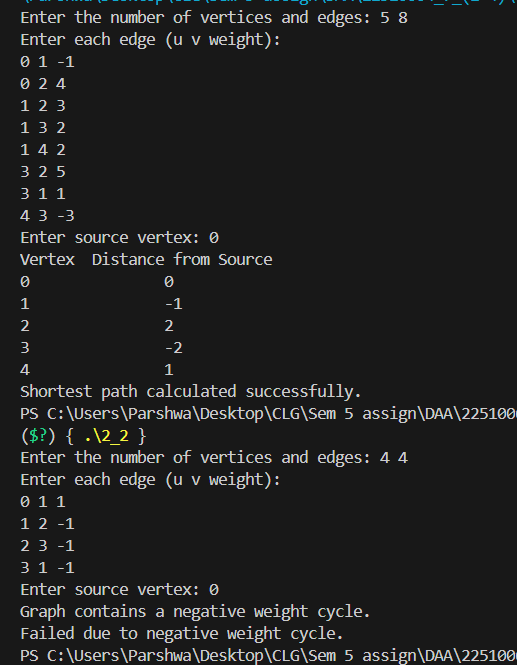 Enter the number of vertices and edges: 5 8
Enter each edge (u v weight):
0 1 -1
0 2 4
1 2 3
1 3 2
1 4 2
3 2 5
3 1 1
4 3 -3
Enter source vertex: 0
Vertex  Distance from Source
0                0
1                -1
2                2
3                -2
4                1
Shortest path calculated successfully.
PS C:\Users\Parshwa\Desktop\CLG\Sem 5 assign\DAA\225100
($?) { .\2_2 }
Enter the number of vertices and edges: 4 4
Enter each edge (u v weight):
0 1 1
1 2 -1
2 3 -1
3 1 -1
Enter source vertex: 0
Graph contains a negative weight cycle.
Failed due to negative weight cycle.
PS C:\Users\Parshwa\Desktop\CLG\Sem 5 assign\DAA\225100